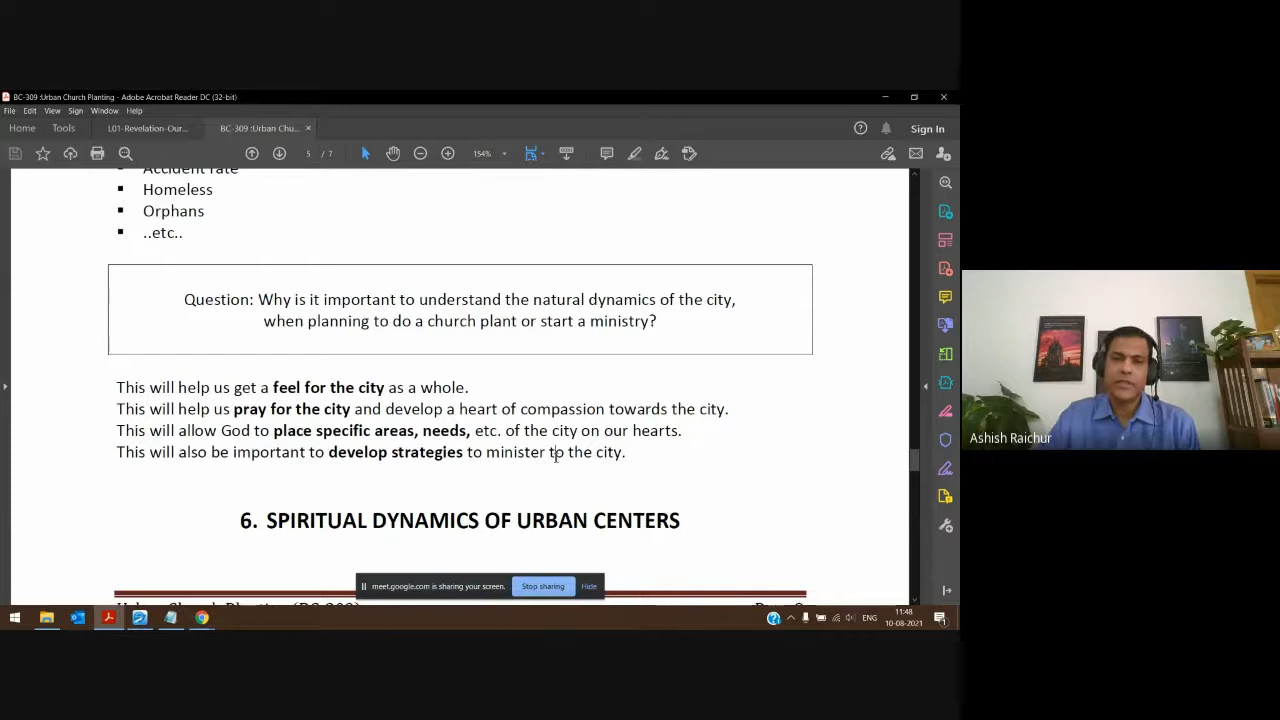 BC-309 :Urban Church Planting - Adobe Acrobat Reader DC (32-bit)
File Edit View Sign Window Help
Home Tools L01-Revelation-Our... BC-309 :Urban Chu... × Sign In
5 / 7 154%
Accident rate
▪ Homeless
▪ Orphans
▪ ..etc..
Question: Why is it important to understand the natural dynamics of the city,
when planning to do a church plant or start a ministry?
This will help us get a feel for the city as a whole.
This will help us pray for the city and develop a heart of compassion towards the city.
This will allow God to place specific areas, needs, etc. of the city on our hearts.
This will also be important to develop strategies to minister to the city.
6. SPIRITUAL DYNAMICS OF URBAN CENTERS
meet.google.com is sharing your screen. Stop sharing Hide
Ashish Raichur
ENG
11:48
10-08-2021